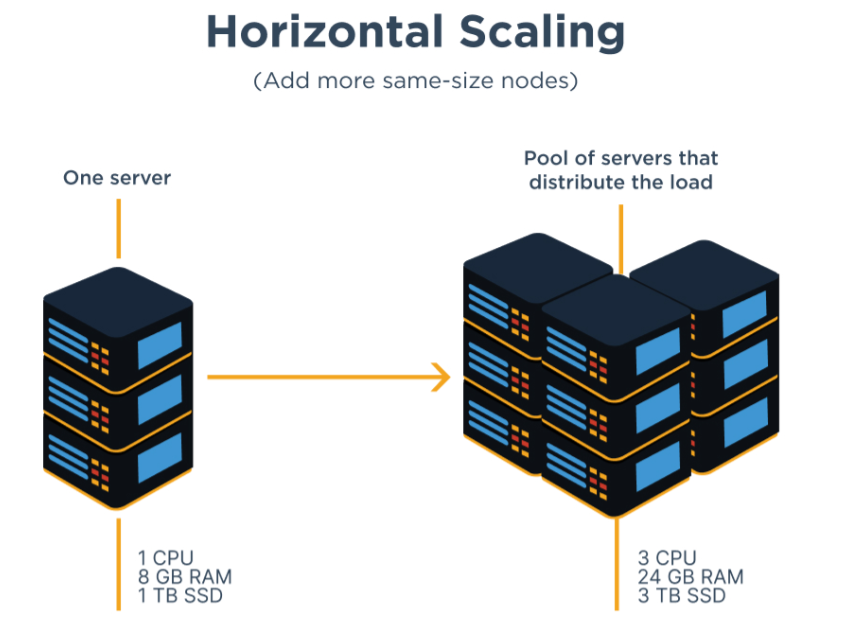 Horizontal Scaling
(Add more same-size nodes)
One server
Pool of servers that
distribute the load
1 CPU
8 GB RAM
1 TB SSD
3 CPU
24 GB RAM
3 TB SSD